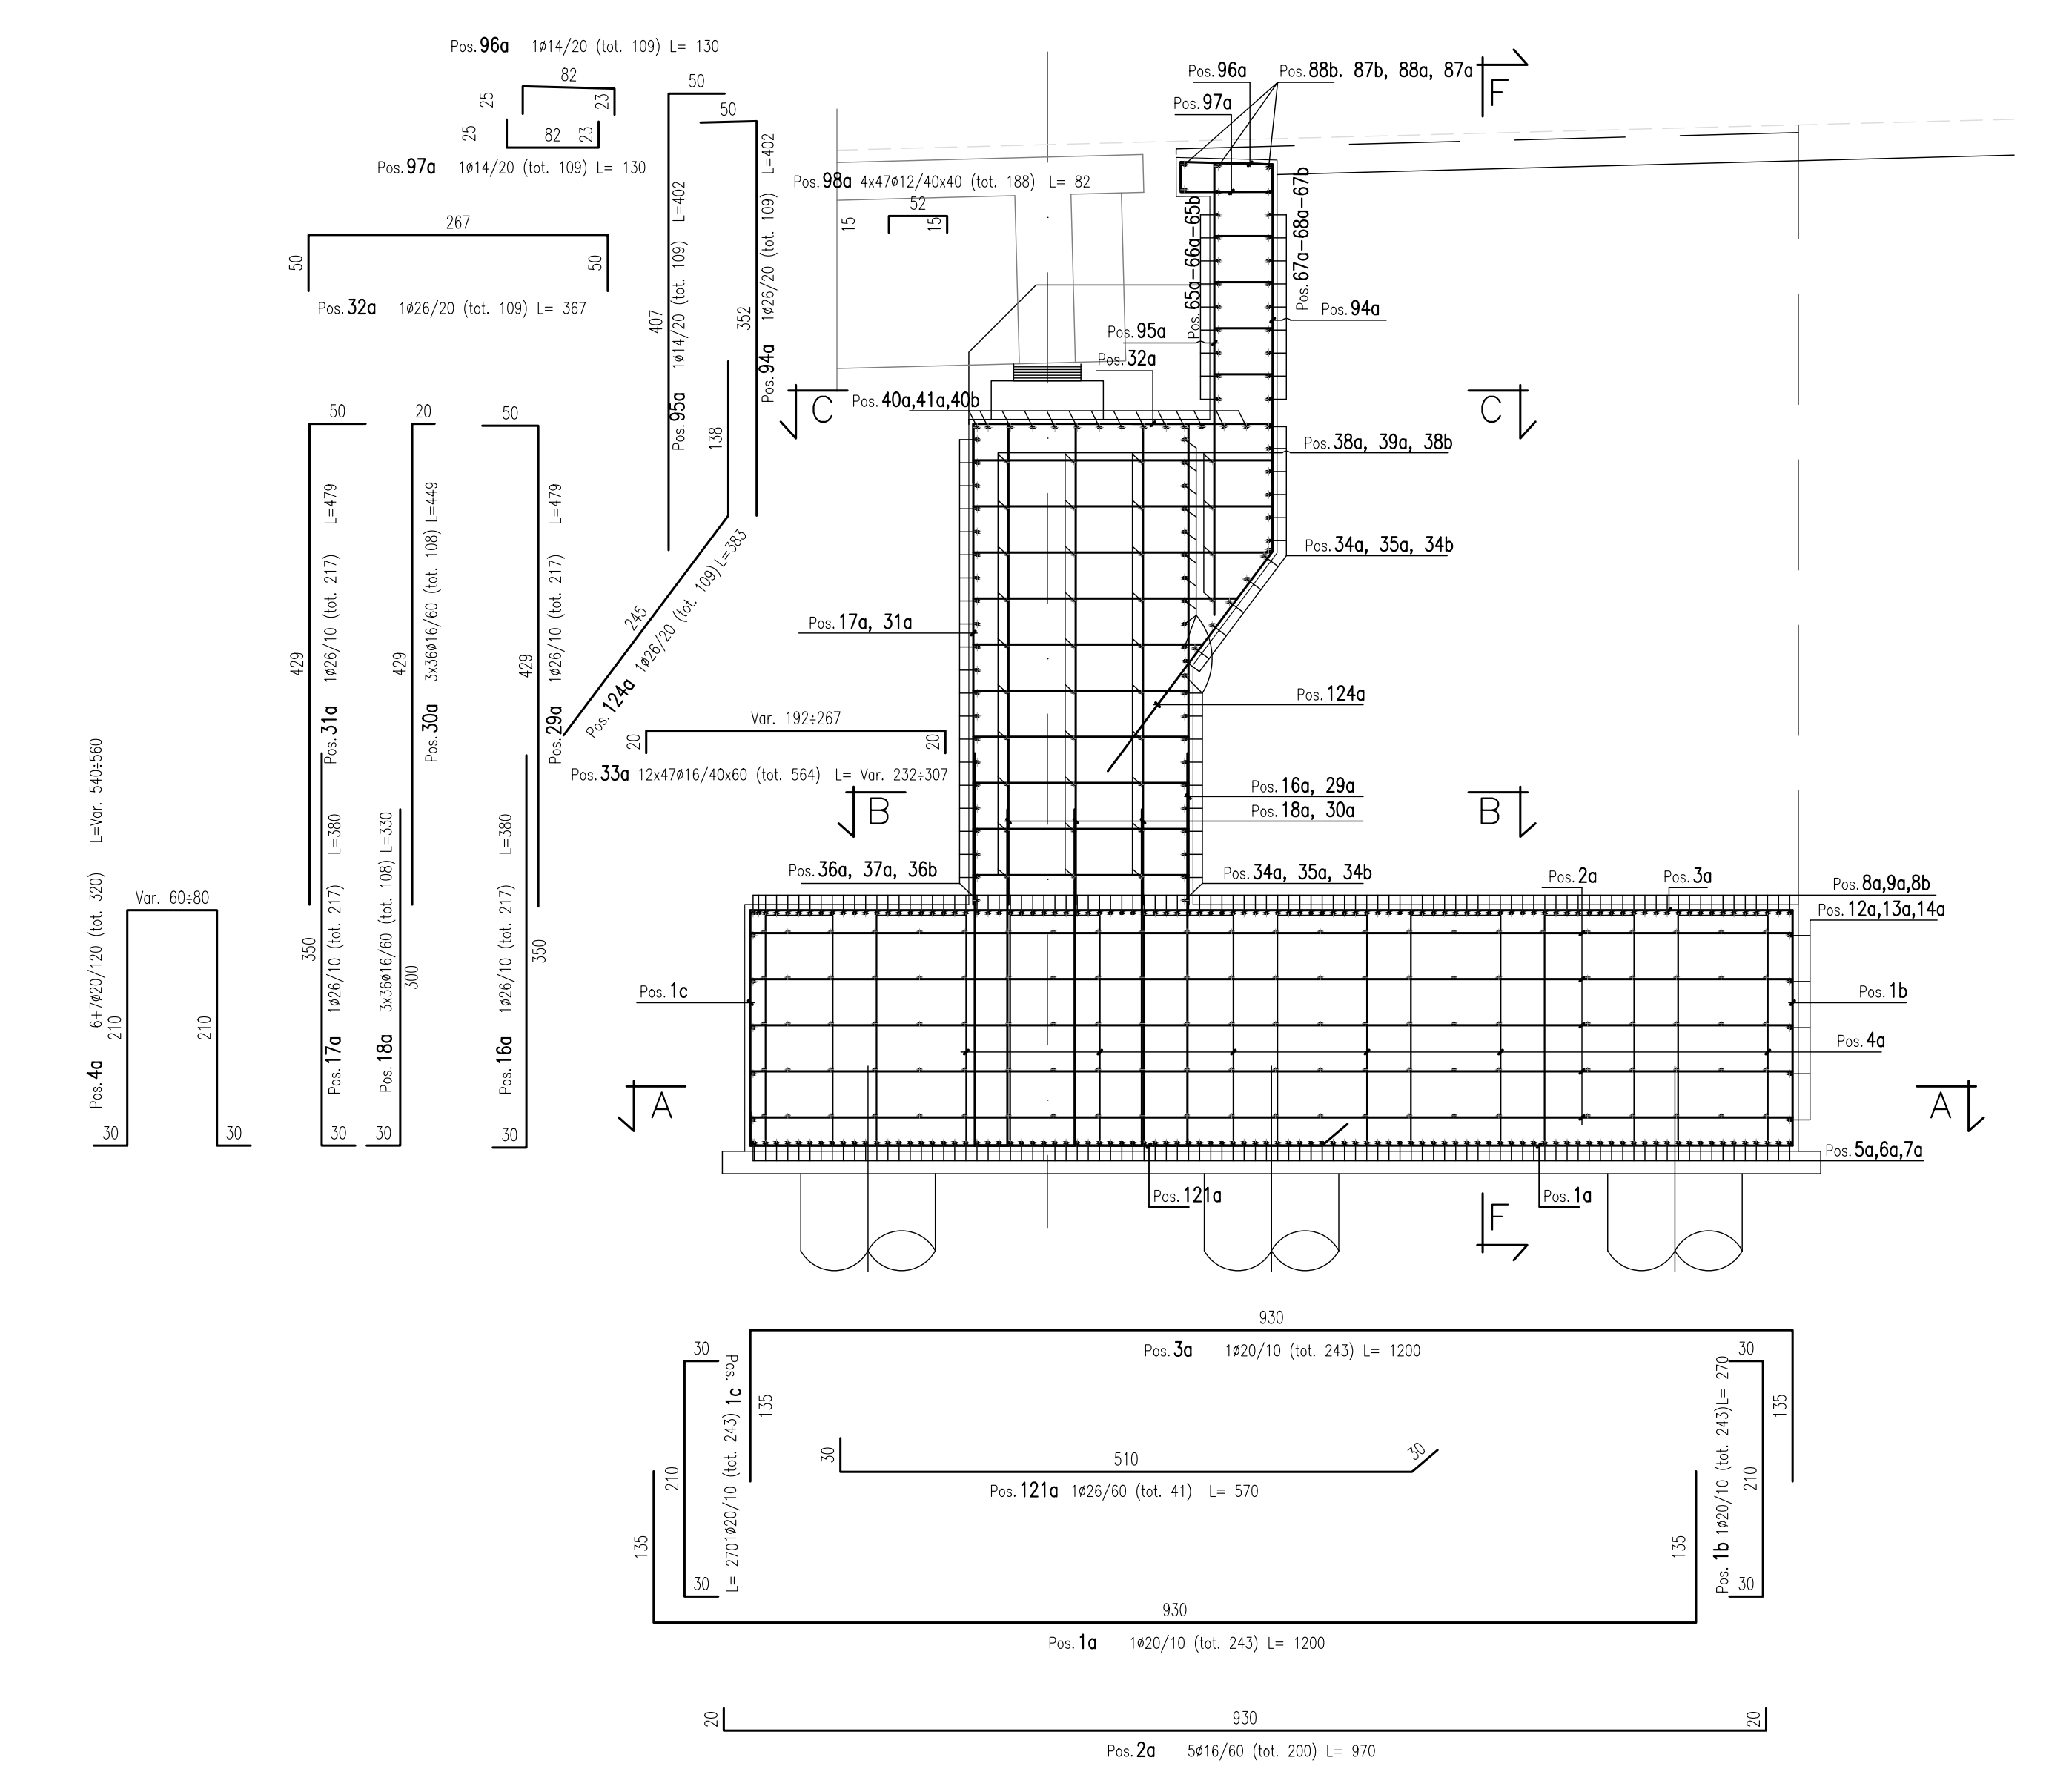 Pos. 96a 1ø14/20 (tot. 109) L= 130
82
25
23
25
82
23
Pos. 97a 1ø14/20 (tot. 109) L= 130
267
50
50
Pos. 32a 1ø26/20 (tot. 109) L= 367
50
407
Pos. 95a 1ø14/20 (tot. 109) L=402
50
352
Pos. 94a 1ø26/20 (tot. 109) L=402
138
245
Pos. 124a 1ø26/20 (tot. 109) L=383
Pos. 98a 4x47ø12/40x40 (tot. 188) L= 82
52
15
15
Pos. 96a
Pos. 97a
Pos. 88b. 87b, 88a, 87a
F
Pos. 65a-66a-65b
Pos. 67a-68a-67b
Pos. 94a
Pos. 95a
Pos. 32a
C
C
Pos. 40a,41a,40b
Pos. 38a, 39a, 38b
Pos. 34a, 35a, 34b
Pos. 17a, 31a
Pos. 124a
50
429
Pos. 31a 1ø26/10 (tot. 217) L=479
20
429
Pos. 30a 3x36ø16/60 (tot. 108) L=449
50
429
Pos. 29a 1ø26/10 (tot. 217) L=479
Var. 192÷267
20
20
Pos. 33a 12x47ø16/40x60 (tot. 564) L= Var. 232÷307
B
B
Pos. 16a, 29a
Pos. 18a, 30a
Pos. 36a, 37a, 36b
Pos. 34a, 35a, 34b
Pos. 2a
Pos. 3a
Pos. 8a,9a,8b
Pos. 12a,13a,14a
Pos. 4a 6+7ø20/120 (tot. 320) L=Var. 540÷560
Var. 60÷80
210
210
30
30
350
Pos. 17a 1ø26/10 (tot. 217) L=380
30
Pos. 18a 3x36ø16/60 (tot. 108) L=330
300
30
Pos. 16a 1ø26/10 (tot. 217) L=380
350
30
Pos. 1c
Pos. 1b
Pos. 4a
A
A
Pos. 5a,6a,7a
Pos. 121a
Pos. 1a
F
930
Pos. 3a 1ø20/10 (tot. 243) L= 1200
135
135
30
210
30
Pos. 1c
L= 270 1ø20/10 (tot. 243)
30
510
30
Pos. 121a 1ø26/60 (tot. 41) L= 570
30
210
30
Pos. 1b 1ø20/10 (tot. 243)L= 270
135
135
930
Pos. 1a 1ø20/10 (tot. 243) L= 1200
20
930
20
Pos. 2a 5ø16/60 (tot. 200) L= 970